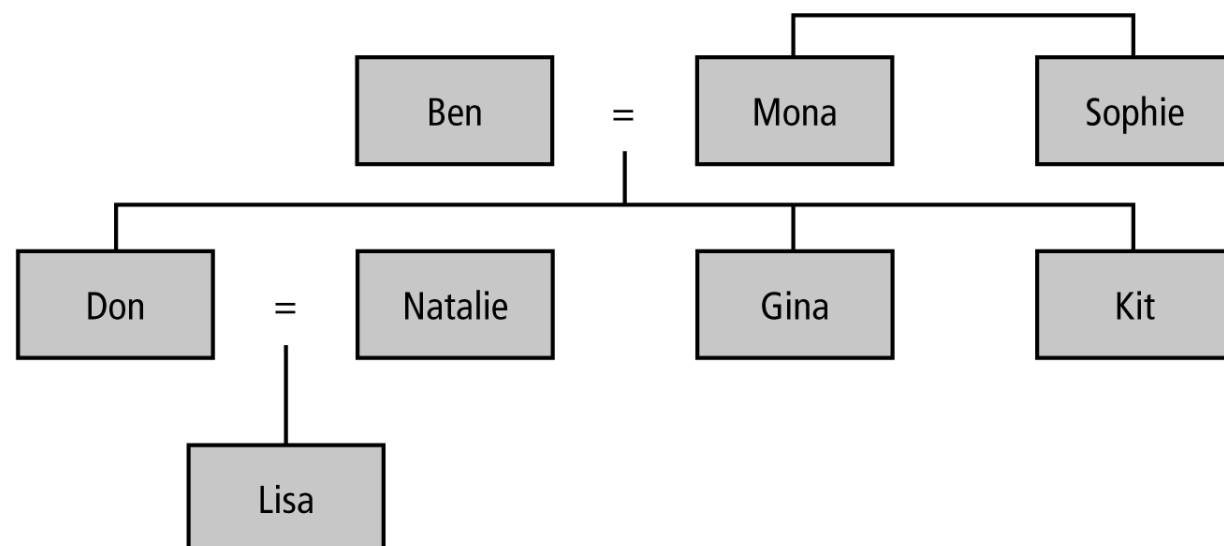 Ben = Mona Sophie
Don = Natalie Gina Kit
Lisa